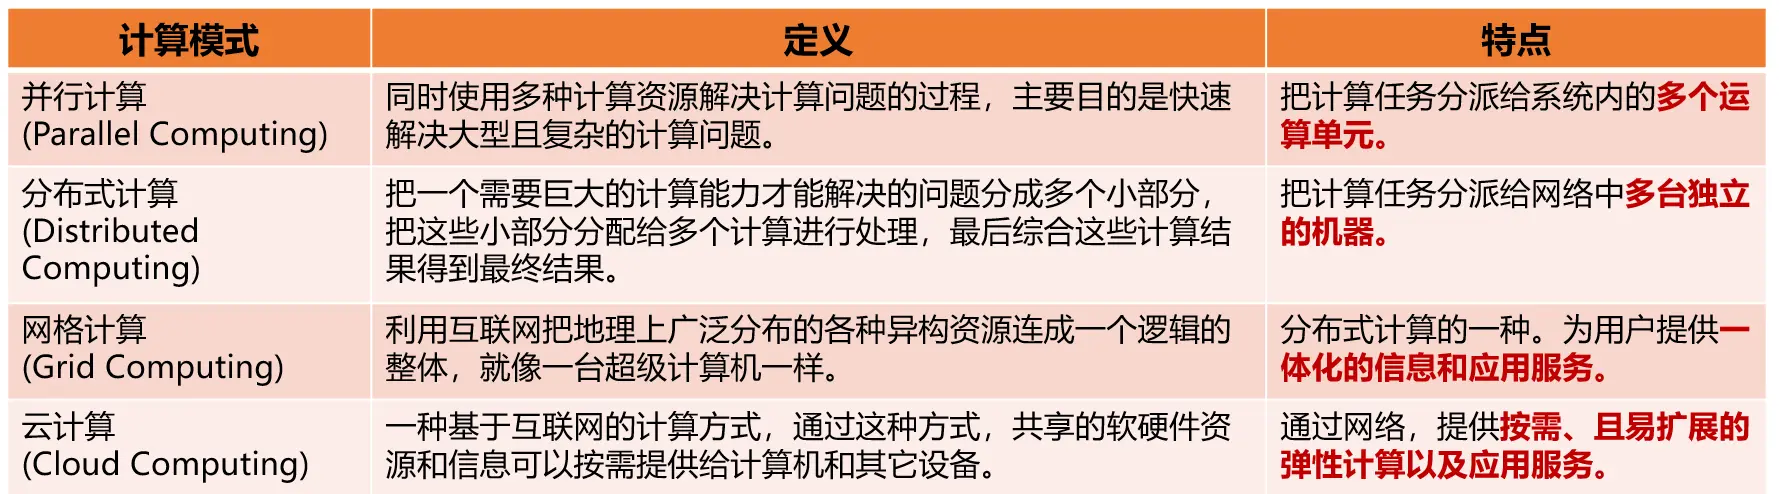 计算模式
定义
特点
并行计算
(Parallel Computing)
同时使用多种计算资源解决计算问题的过程，主要目的是快速
解决大型且复杂的计算问题。
把计算任务分派给系统内的多个运
算单元。
分布式计算
(Distributed
Computing)
把一个需要巨大的计算能力才能解决的问题分成多个小部分，
把这些小部分分配给多个计算进行处理，最后综合这些计算结
果得到最终结果。
把计算任务分派给网络中多台独立
的机器。
网格计算
(Grid Computing)
利用互联网把地理上广泛分布的各种异构资源连成一个逻辑的
整体，就像一台超级计算机一样。
分布式计算的一种。为用户提供一
体化的信息和应用服务。
云计算
(Cloud Computing)
一种基于互联网的计算方式，通过这种方式，共享的软硬件资
源和信息可以按需提供给计算机和其它设备。
通过网络，提供按需、且易扩展的
弹性计算以及应用服务。